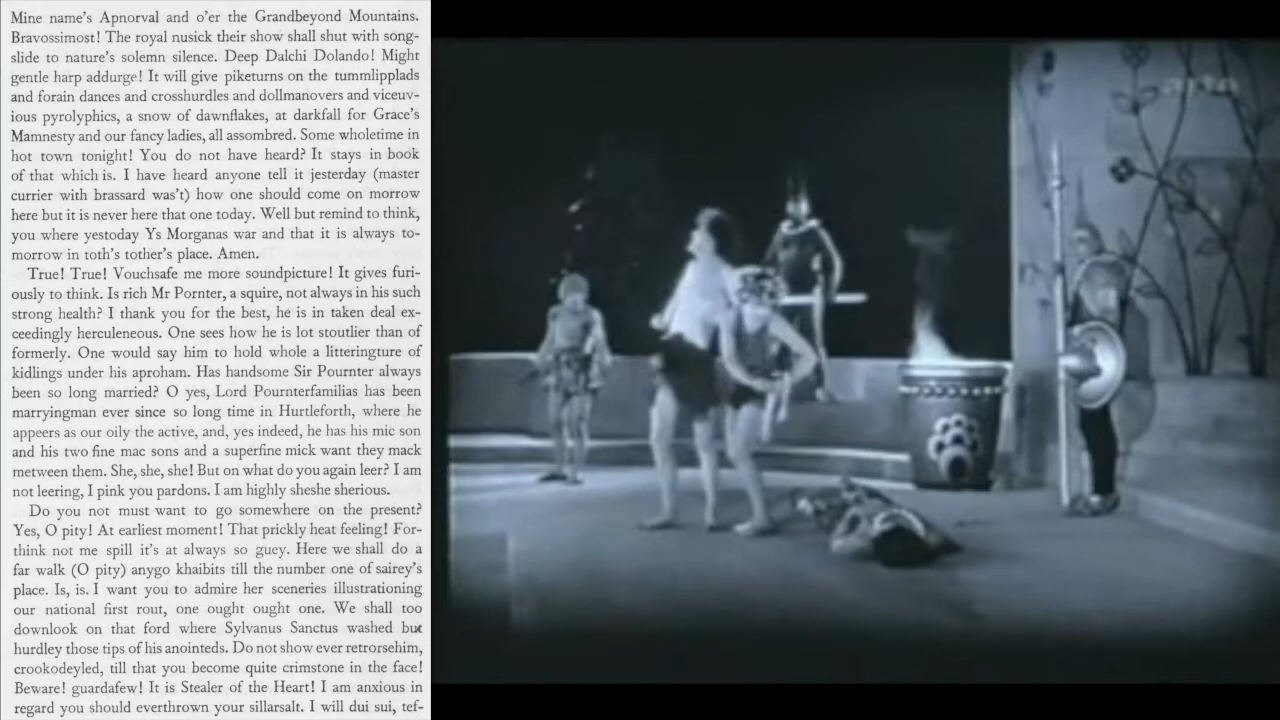 Mine name's Apnorval and o'er the Grandbeyond Mountains.
Bravossimost! The royal nusick their show shall shut with song-
slide to nature's solemn silence. Deep Dalchi Dolando! Might
gentle harp addurge! It will give piketurns on the tummlipplads
and forain dances and crosshurdles and dollmanovers and viceuv-
ious pyrolyphics, a snow of dawnflakes, at darkfall for Grace's
Mamnesty and our fancy ladies, all assombred. Some wholetime in
hot town tonight! You do not have heard? It stays in book
of that which is. I have heard anyone tell it jesterday (master
currier with brassard was't) how one should come on morrow
here but it is never here that one today. Well but remind to think,
you where yestoday Ys Morganas war and that it is always to-
morrow in toth's tother's place. Amen.
True! True! Vouchsafe me more soundpicture! It gives furi-
ously to think. Is rich Mr Pornter, a squire, not always in his such
strong health? I thank you for the best, he is in taken deal ex-
ceedingly herculeneous. One sees how he is lot stoutlier than of
formerly. One would say him to hold whole a litteringture of
kidlings under his aproham. Has handsome Sir Pournter always
been so long married? O yes, Lord Pournterfamilias has been
marryingman ever since so long time in Hurtleforth, where he
appeers as our oily the active, and, yes indeed, he has his mic son
and his two fine mac sons and a superfine mick want they mack
metween them. She, she, she! But on what do you again leer? I am
not leering, I pink you pardons. I am highly sheshe sherious.
Do you not must want to go somewhere on the present?
Yes, O pity! At earliest moment! That prickly heat feeling! For-
think not me spill it's at always so guey. Here we shall do a
far walk (O pity) anygo khaibits till the number one of sairey's
place. Is, is. I want you to admire her sceneries illustrationing
our national first rout, one ought ought one. We shall too
downlook on that ford where Sylvanus Sanctus washed but
hurdley those tips of his anointeds. Do not show ever retrorsehim,
crookodeyled, till that you become quite crimstone in the face!
Beware! guardafew! It is Stealer of the Heart! I am anxious in
regard you should everthrown your sillarsalt. I will dui sui, tef-
arte